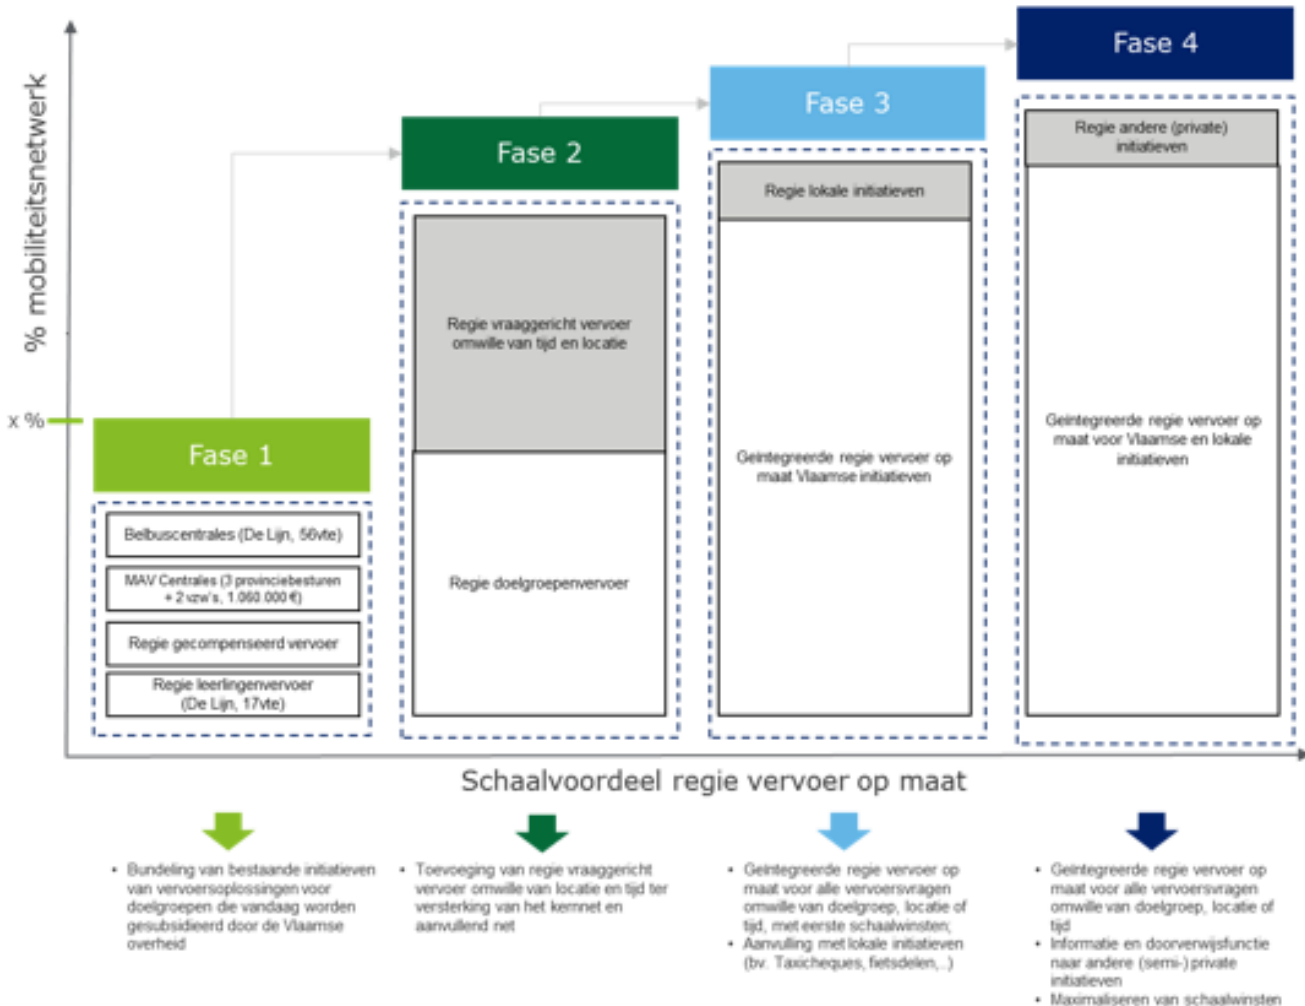 % mobiliteitsnetwerk
x %
Fase 1
Belbuscentrales (De Lijn, 56vte)
MAV Centrales (3 provinciebesturen
+ 2 vzw's, 1.060.000 €)
Regie gecompenseerd vervoer
Regie leerlingenvervoer
(De Lijn, 17vte)
Fase 2
Regie vraaggericht vervoer
omwille van tijd en locatie
Regie doelgroepenvervoer
Fase 3
Regie lokale initiatieven
Geïntegreerde regie vervoer op
maat Vlaamse initiatieven
Fase 4
Regie andere (private)
initiatieven
Geïntegreerde regie vervoer op
maat voor Vlaamse en lokale
initiatieven
Schaalvoordeel regie vervoer op maat
• Bundeling van bestaande initiatieven
van vervoersoplossingen voor
doelgroepen die vandaag worden
gesubsidieerd door de Vlaamse
overheid
• Toevoeging van regie vraaggericht
vervoer omwille van locatie en tijd ter
versterking van het kernnet en
aanvullend net
• Geïntegreerde regie vervoer op
maat voor alle vervoersvragen
omwille van doelgroep, locatie of
tijd, met eerste schaalwinsten;
• Aanvulling met lokale initiatieven
(bv. Taxicheques, fietsdelen,..)
• Geïntegreerde regie vervoer op
maat voor alle vervoersvragen
omwille van doelgroep, locatie of
tijd
• Informatie en doorverwijsfunctie
naar andere (semi-) private
initiatieven
• Maximaliseren van schaalwinsten